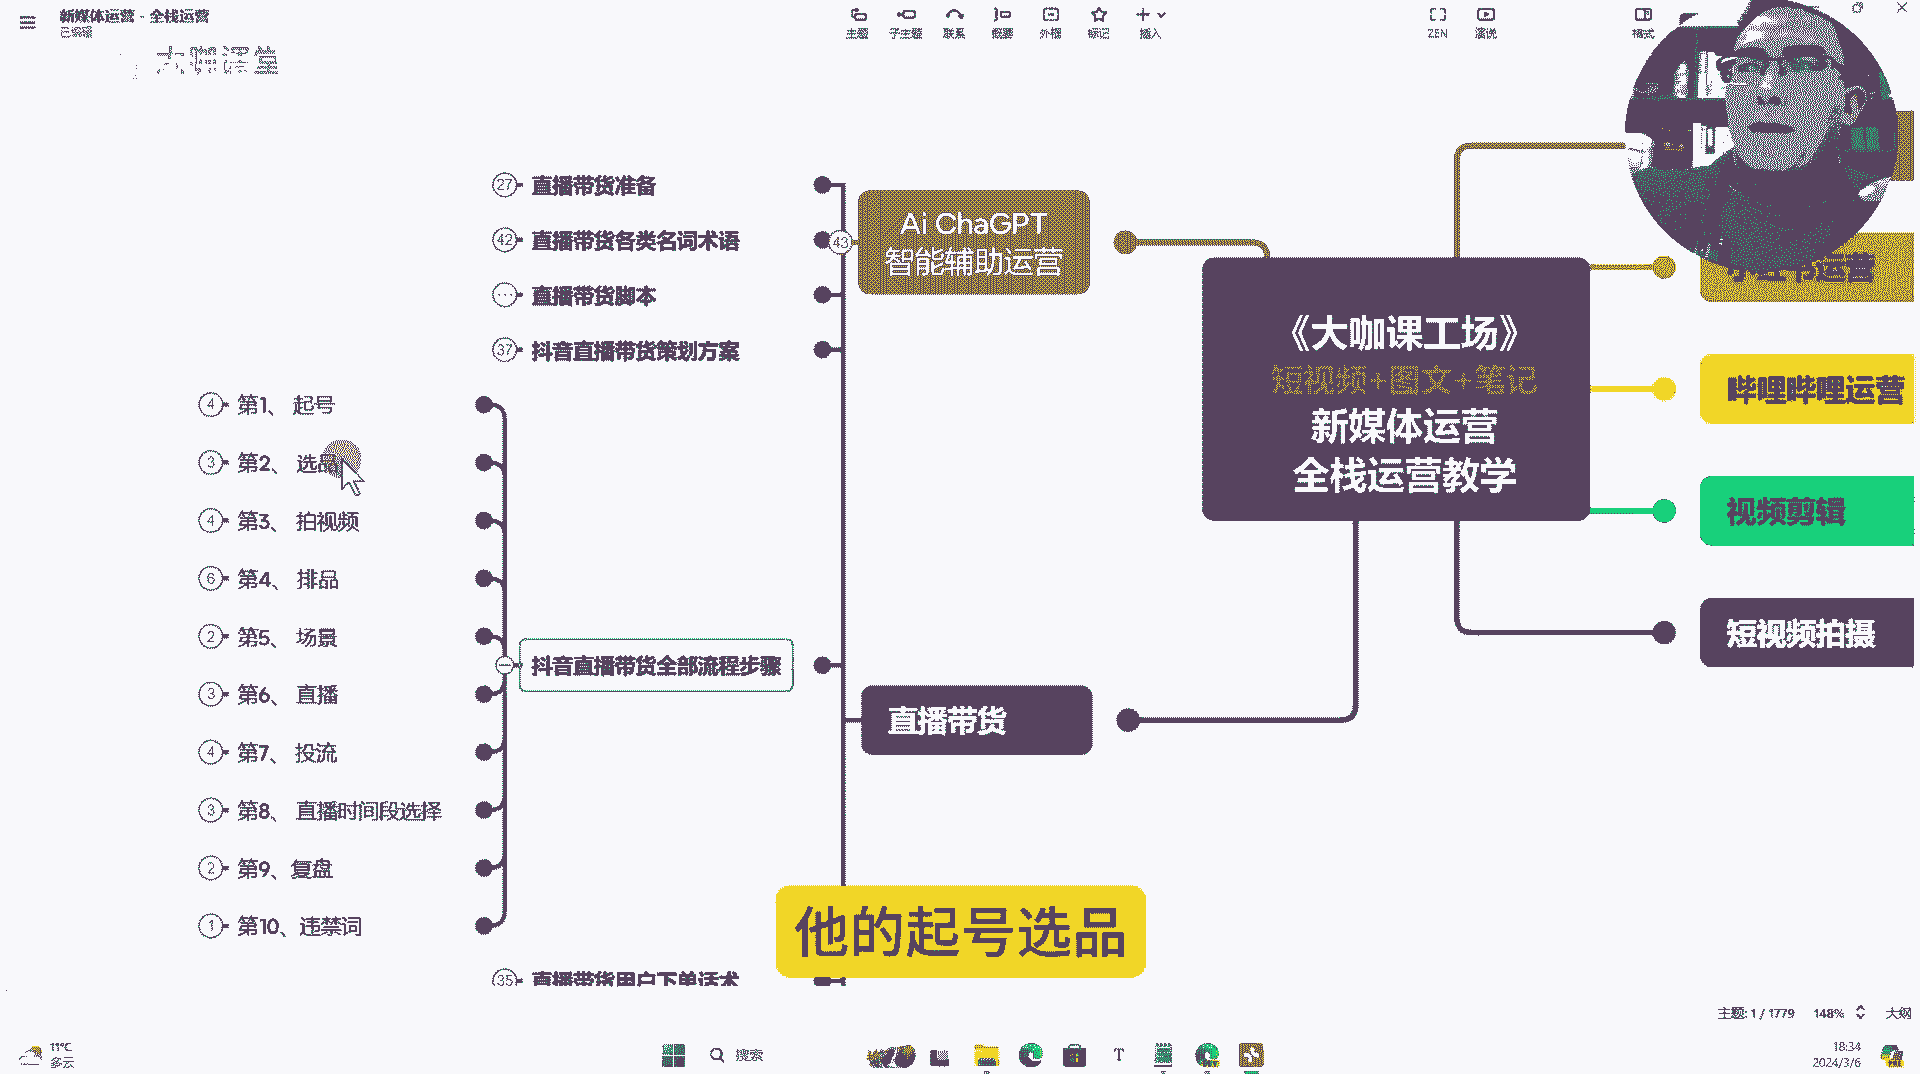 新媒体运营 - 全栈运营
已编辑
主题
子主题
联系
概要
外框
标记
插入
ZEN
演说
格式
大咖课堂
27
直播带货准备
42
直播带货各类名词术语
直播带货脚本
37
抖音直播带货策划方案
43
Ai ChaGPT
智能辅助运营
《大咖课工场》
短视频+图文+笔记
新媒体运营
全栈运营教学
哔哩哔哩运营
视频剪辑
短视频拍摄
4 第1、 起号
3 第2、 选品
4 第3、 拍视频
6 第4、 排品
2 第5、 场景
3 第6、 直播
4 第7、 投流
3 第8、 直播时间段选择
2 第9、复盘
1 第10、违禁词
抖音直播带货全部流程步骤
直播带货
35
直播带货用户下单话术
他的起号选品
主题: 1 / 1779
148%
大纲
11°C
多云
搜索
18:34
2024/3/6